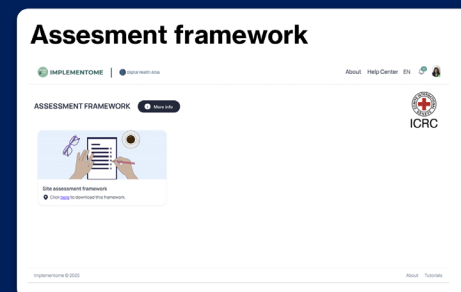 Assesment framework
IMPLEMENTOME
Digital Health Atlas
About Help Center EN
ASSESSMENT FRAMEWORK
More info
ICRC
Site assessment framework
Click here to download this framework
Implementome © 2020
About Tutorials